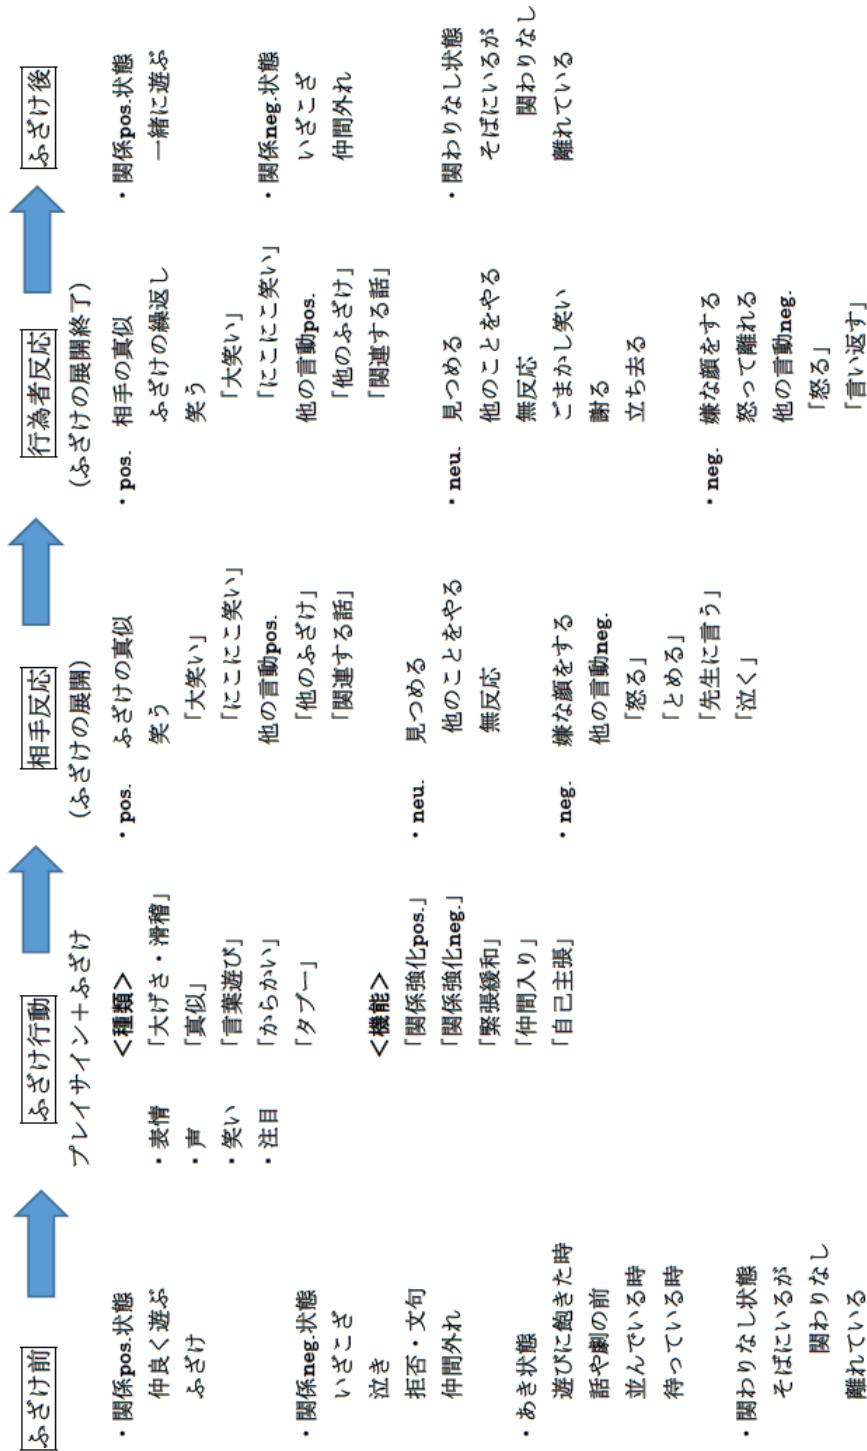 ふざけ前
・関係pos.状態
仲良く遊ぶ
ふざけ
・関係neg.状態
いざこざ
泣き
拒否・文句
仲間外れ
・あき状態
遊びに飽きた時
話や劇の前
並んでいる時
待っている時
・関わりなし状態
そばにいるが
関わりなし
離れている
ふざけ行動
プレイサイン＋ふざけ
・表情
・声
・笑い
・注目
＜種類＞
「大げさ・滑稽」
「真似」
「言葉遊び」
「からかい」
「タブー」
＜機能＞
「関係強化pos.」
「関係強化neg.」
「緊張緩和」
「仲間入り」
「自己主張」
相手反応
(ふざけの展開)
・pos. ふざけの真似
笑う
「大笑い」
「にこにこ笑い」
他の言動pos.
「他のふざけ」
「関連する話」
・neu. 見つめる
他のことをやる
無反応
・neg. 嫌な顔をする
他の言動neg.
「怒る」
「とめる」
「先生に言う」
「泣く」
行為者反応
(ふざけの展開終了)
・pos. 相手の真似
ふざけの繰返し
笑う
「大笑い」
「にこにこ笑い」
他の言動pos.
「他のふざけ」
「関連する話」
・neu. 見つめる
他のことをやる
無反応
ごまかし笑い
謝る
立ち去る
・neg. 嫌な顔をする
怒って離れる
他の言動neg.
「怒る」
「言い返す」
ふざけ後
・関係pos.状態
一緒に遊ぶ
・関係neg.状態
いざこざ
仲間外れ
・関わりなし状態
そばにいるが
関わりなし
離れている